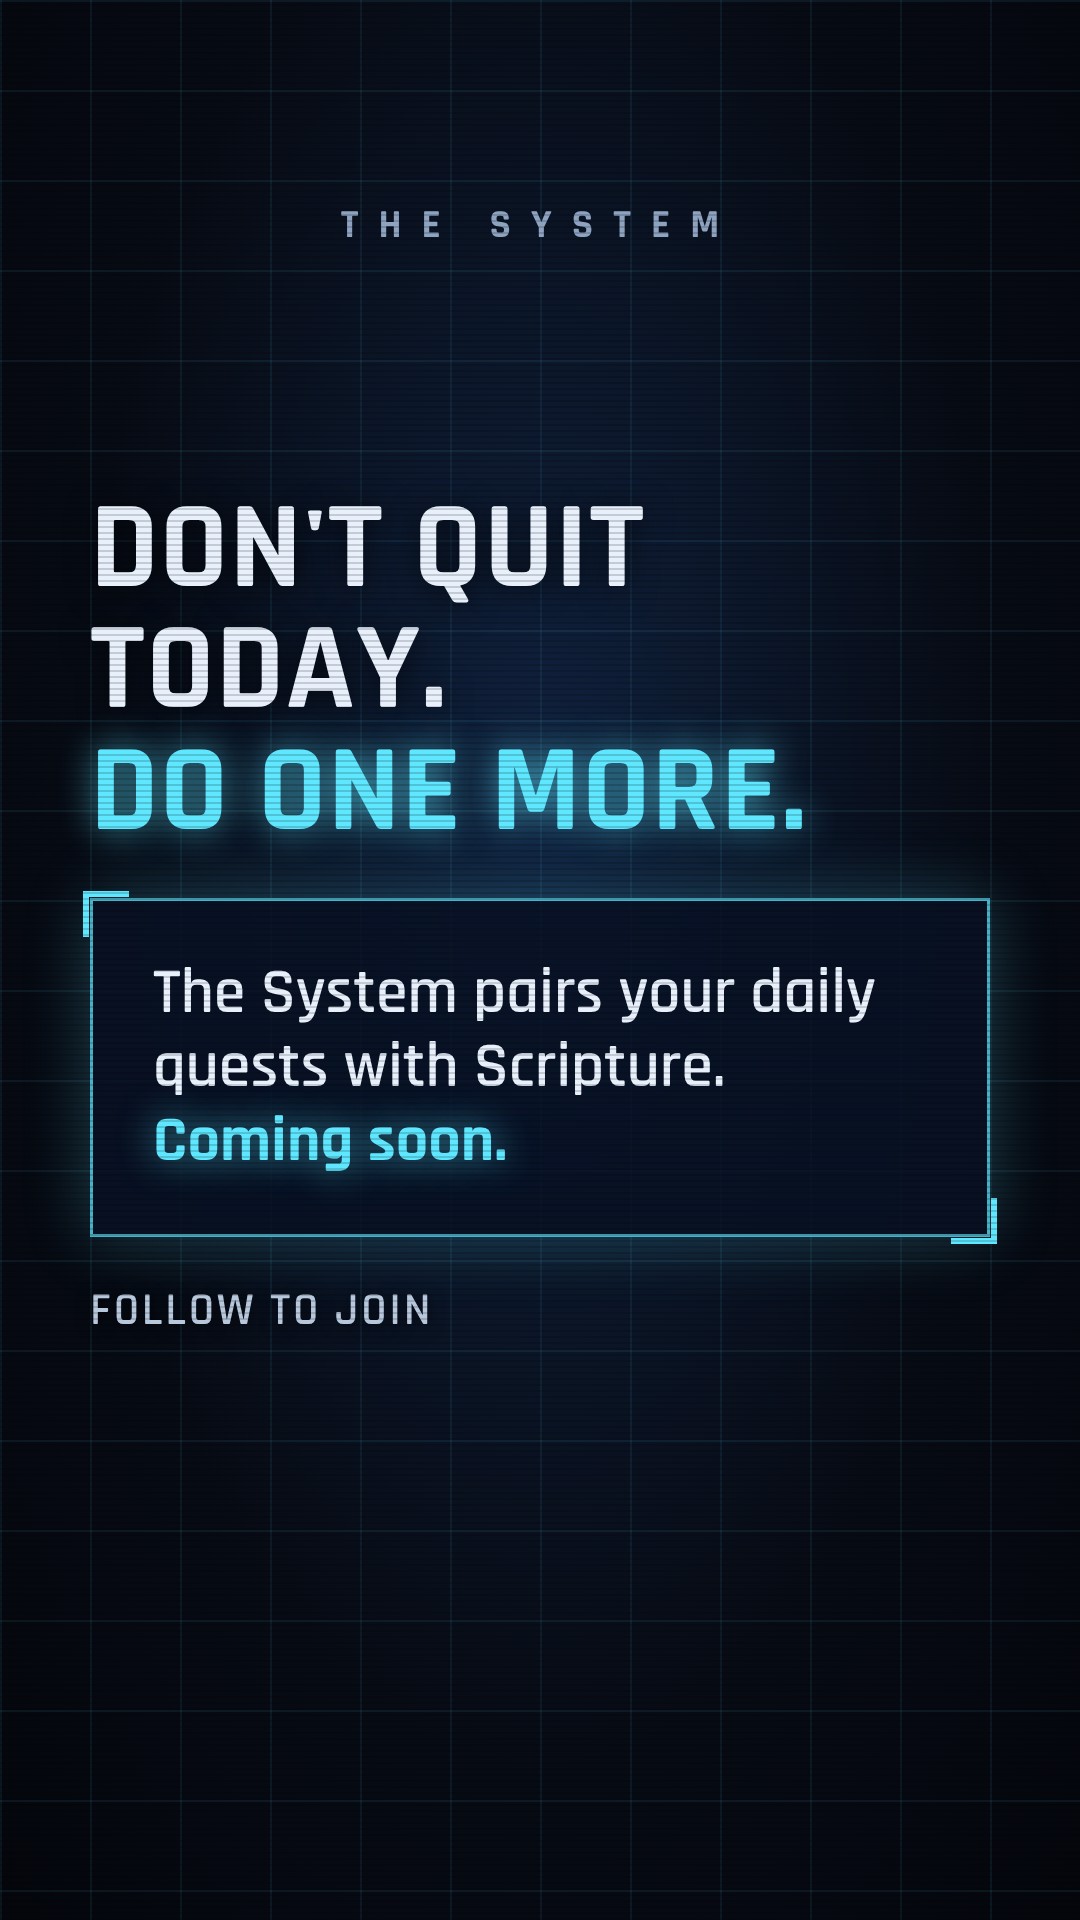 THE SYSTEM
DON'T QUIT
TODAY.
DO ONE MORE.
The System pairs your daily
quests with Scripture.
Coming soon.
FOLLOW TO JOIN